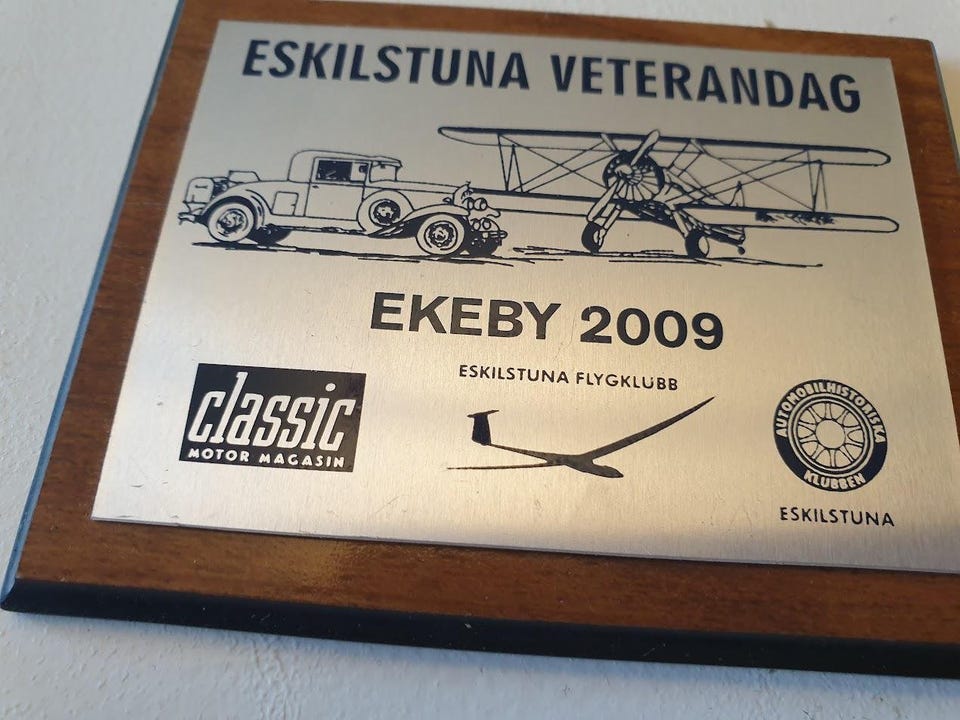 ESKILSTUNA VETERANDAG
EKEBY 2009
classic
MOTOR MAGASIN
ESKILSTUNA FLYGKLUBB
AUTOMOBILHISTORISKA
KLUBBEN
ESKILSTUNA